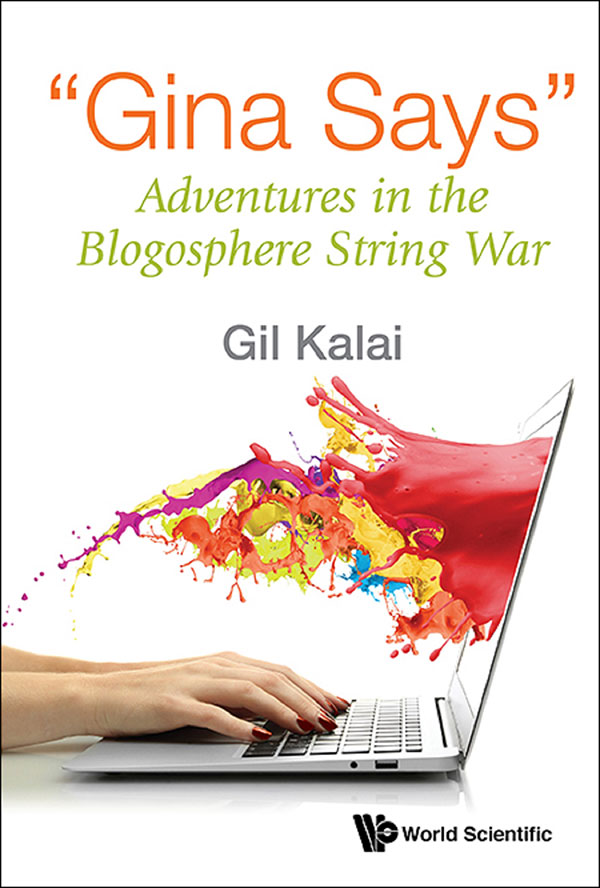 “Gina Says”
Adventures in the
Blogosphere String War
Gil Kalai
World Scientific